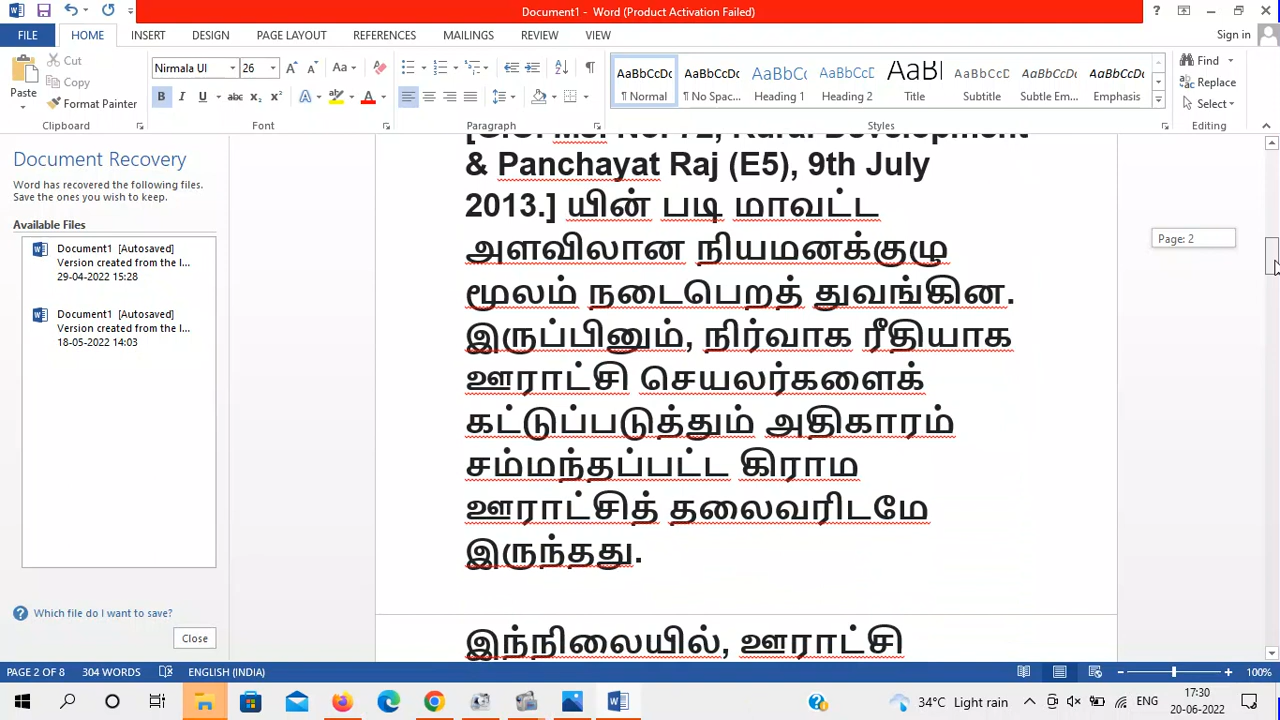 Document1 - Word (Product Activation Failed)
FILE HOME INSERT DESIGN PAGE LAYOUT REFERENCES MAILINGS REVIEW VIEW Sign in
Paste
Cut
Copy
Format Painter
Clipboard
Nirmala UI 26
Font
Paragraph
AaBbCcDc AaBbCcDc AaBbCc AaBbCcC AaBl AaBbCcD AaBbCcDc AaBbCcDc
¶ Normal ¶ No Spac... Heading 1 Heading 2 Title Subtitle Subtle Em... Emphasis
Styles
Find
Replace
Select
Editing
Document Recovery
Word has recovered the following files.
Save the ones you wish to keep.
Available Files
Document1 [Autosaved]
Version created from the l...
29-04-2022 15:28
Document1 [Autosaved]
Version created from the l...
18-05-2022 14:03
Which file do I want to save?
Close
[G.O. Ms. No. 72, Rural Development
& Panchayat Raj (E5), 9th July
2013.] யின் படி மாவட்ட
அளவிலான நியமனக்குழு
மூலம் நடைபெறத் துவங்கின.
இருப்பினும், நிர்வாக ரீதியாக
ஊராட்சி செயலர்களைக்
கட்டுப்படுத்தும் அதிகாரம்
சம்மந்தப்பட்ட கிராம
ஊராட்சித் தலைவரிடமே
இருந்தது.
இந்நிலையில், ஊராட்சி
Page: 2
PAGE 2 OF 8 304 WORDS ENGLISH (INDIA) 100%
34°C Light rain ENG 17:30
20-06-2022